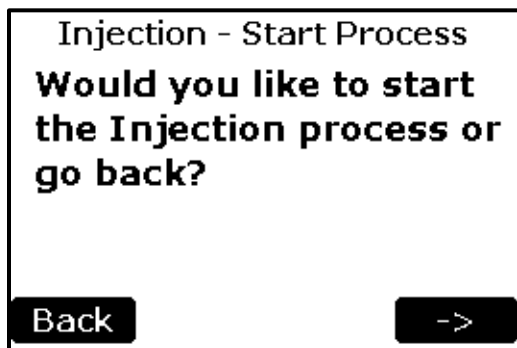 Injection - Start Process
Would you like to start
the Injection process or
go back?
Back
->